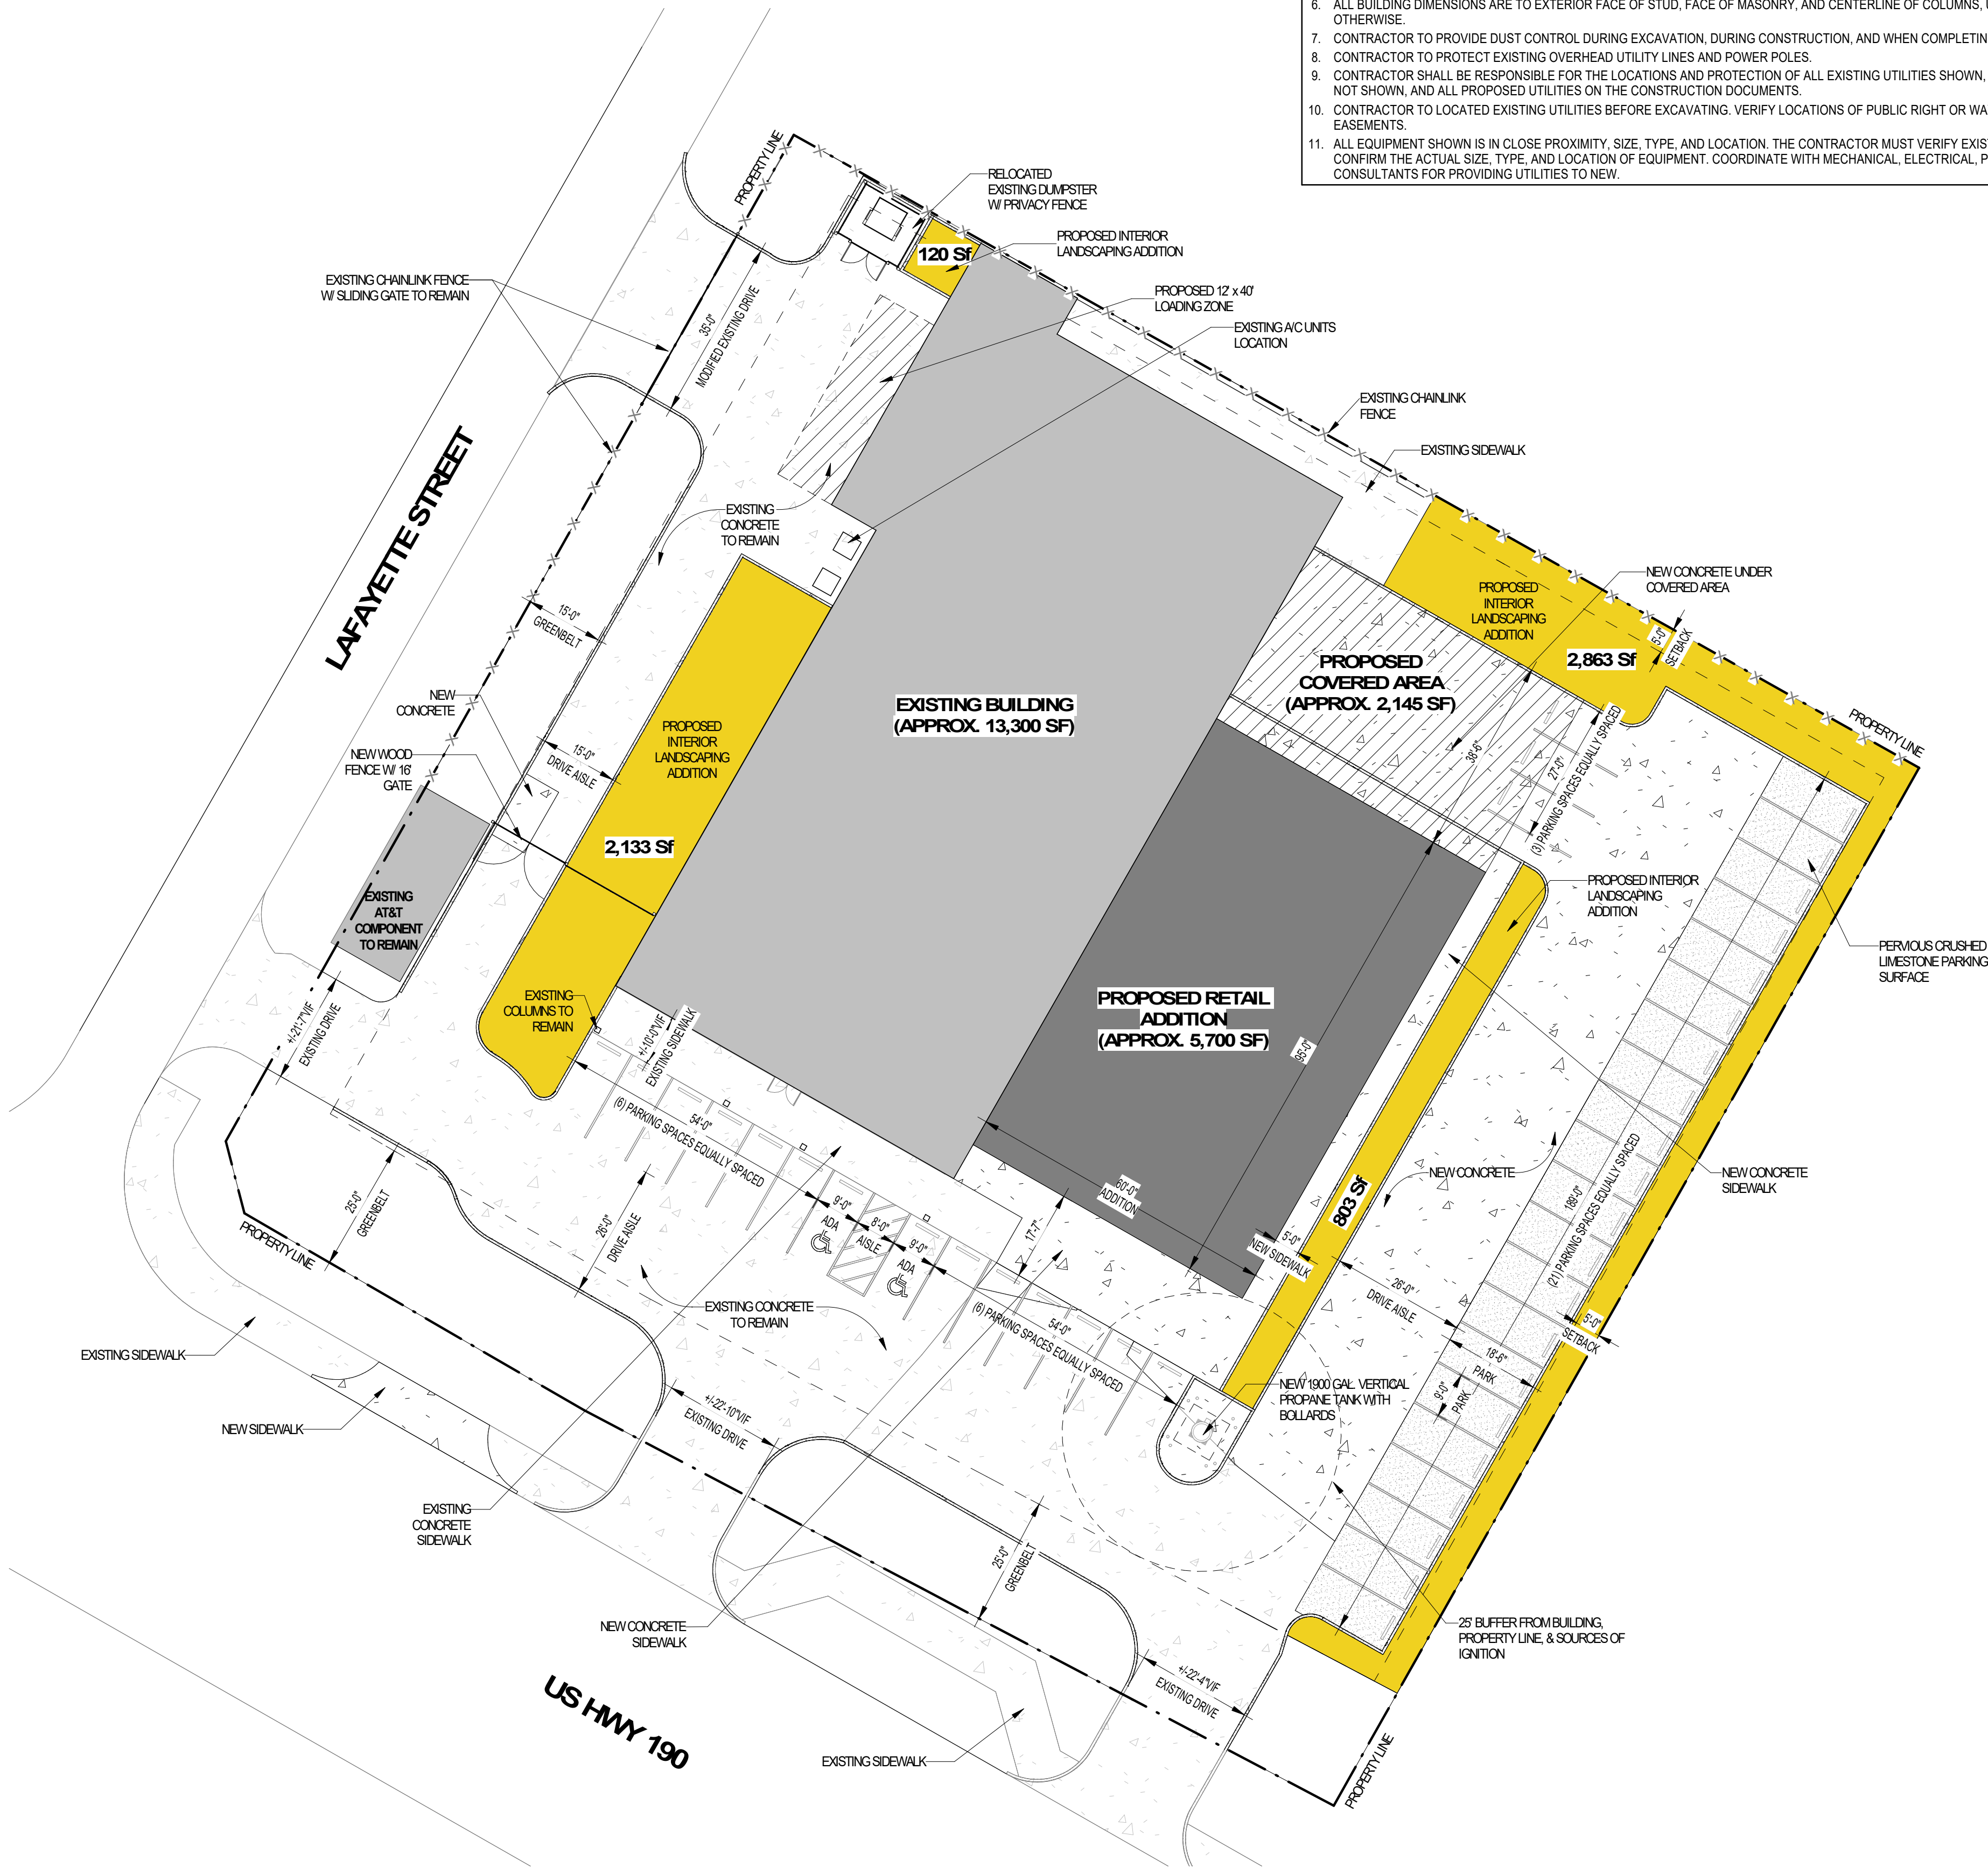 6. ALL BUILDING DIMENSIONS ARE TO EXTERIOR FACE OF STUD, FACE OF MASONRY, AND CENTERLINE OF COLUMNS,
OTHERWISE.
7. CONTRACTOR TO PROVIDE DUST CONTROL DURING EXCAVATION, DURING CONSTRUCTION, AND WHEN COMPLETIN
8. CONTRACTOR TO PROTECT EXISTING OVERHEAD UTILITY LINES AND POWER POLES.
9. CONTRACTOR SHALL BE RESPONSIBLE FOR THE LOCATIONS AND PROTECTION OF ALL EXISTING UTILITIES SHOWN,
NOT SHOWN, AND ALL PROPOSED UTILITIES ON THE CONSTRUCTION DOCUMENTS.
10. CONTRACTOR TO LOCATED EXISTING UTILITIES BEFORE EXCAVATING. VERIFY LOCATIONS OF PUBLIC RIGHT OR WA
EASEMENTS.
11. ALL EQUIPMENT SHOWN IS IN CLOSE PROXIMITY, SIZE, TYPE, AND LOCATION. THE CONTRACTOR MUST VERIFY EXIS
CONFIRM THE ACTUAL SIZE, TYPE, AND LOCATION OF EQUIPMENT. COORDINATE WITH MECHANICAL, ELECTRICAL, P
CONSULTANTS FOR PROVIDING UTILITIES TO NEW.
PROPERTY LINE
RELOCATED
EXISTING DUMPSTER
W/ PRIVACY FENCE
120 Sf
PROPOSED INTERIOR
LANDSCAPING ADDITION
EXISTING CHAINLINK FENCE
W/ SLIDING GATE TO REMAIN
35'-0"
MODIFIED EXISTING DRIVE
PROPOSED 12' x 40'
LOADING ZONE
EXISTING A/C UNITS
LOCATION
EXISTING CHAINLINK
FENCE
EXISTING SIDEWALK
LAFAYETTE STREET
EXISTING
CONCRETE
TO REMAIN
15'-0"
GREENBELT
NEW
CONCRETE
NEW WOOD
FENCE W/ 16'
GATE
15'-0"
DRIVE AISLE
PROPOSED
INTERIOR
LANDSCAPING
ADDITION
2,133 Sf
EXISTING BUILDING
(APPROX. 13,300 SF)
PROPOSED
COVERED AREA
(APPROX. 2,145 SF)
PROPOSED
INTERIOR
LANDSCAPING
ADDITION
2,863 Sf
NEW CONCRETE UNDER
COVERED AREA
5'-0"
SETBACK
PROPERTY LINE
38'-6"
27'-0"
(3) PARKING SPACES EQUALLY SPACED
EXISTING
AT&T
COMPONENT
TO REMAIN
PROPOSED INTERIOR
LANDSCAPING
ADDITION
PERVIOUS CRUSHED
LIMESTONE PARKING
SURFACE
EXISTING
COLUMNS TO
REMAIN
+/-21'-7"VIF
EXISTING DRIVE
+/-10'-0"VIF
EXISTING SIDEWALK
PROPOSED RETAIL
ADDITION
(APPROX. 5,700 SF)
95'-0"
54'-0"
(6) PARKING SPACES EQUALLY SPACED
25'-0"
GREENBELT
PROPERTY LINE
26'-0"
DRIVE AISLE
9'-0"
ADA
8'-0"
AISLE
9'-0"
ADA
60'-0"
ADDITION
17'-7"
803 Sf
NEW CONCRETE
189'-0"
(21) PARKING SPACES EQUALLY SPACED
NEW CONCRETE
SIDEWALK
5'-0"
NEW SIDEWALK
26'-0"
DRIVE AISLE
5'-0"
SETBACK
18'-6"
PARK
9'-0"
PARK
EXISTING CONCRETE
TO REMAIN
54'-0"
(6) PARKING SPACES EQUALLY SPACED
EXISTING SIDEWALK
NEW SIDEWALK
+/-22'-10"VIF
EXISTING DRIVE
NEW 1900 GAL. VERTICAL
PROPANE TANK WITH
BOLLARDS
EXISTING
CONCRETE
SIDEWALK
25'-0"
GREENBELT
NEW CONCRETE
SIDEWALK
25' BUFFER FROM BUILDING,
PROPERTY LINE, & SOURCES OF
IGNITION
+/-22'-4"VIF
EXISTING DRIVE
US HWY 190
EXISTING SIDEWALK
PROPERTY LINE